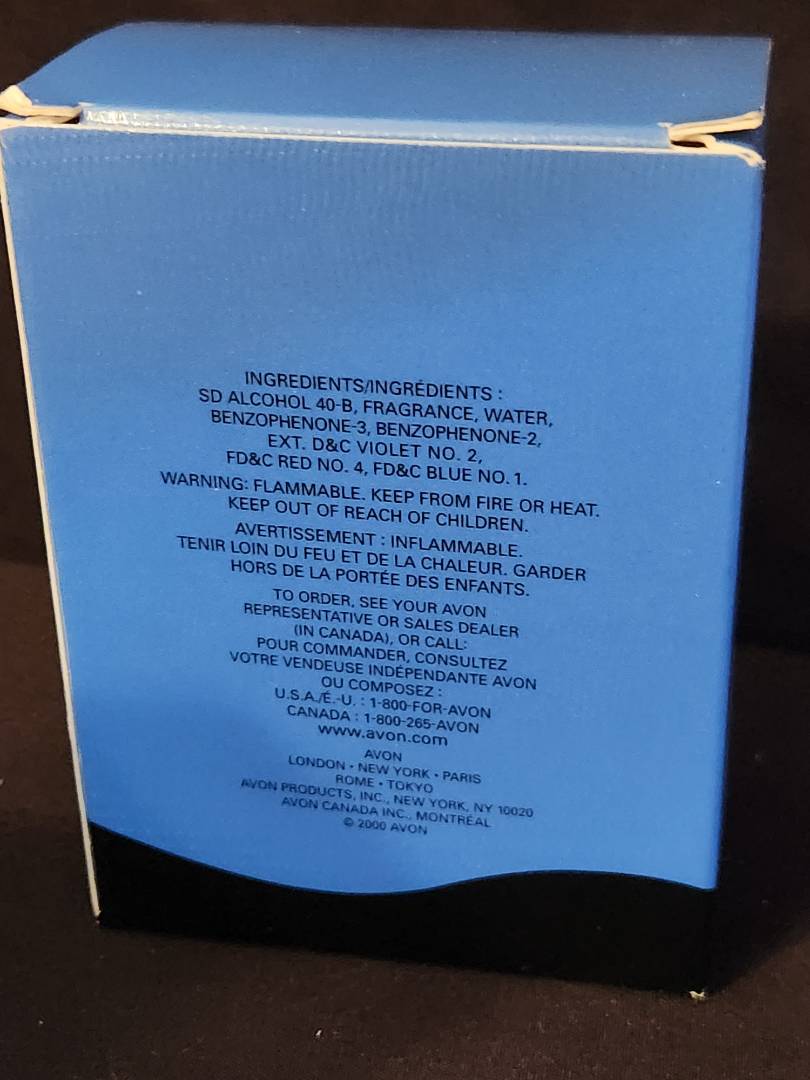 INGREDIENTS/INGRÉDIENTS :
SD ALCOHOL 40-B, FRAGRANCE, WATER,
BENZOPHENONE-3, BENZOPHENONE-2,
EXT. D&C VIOLET NO. 2,
FD&C RED NO. 4, FD&C BLUE NO. 1.
WARNING: FLAMMABLE. KEEP FROM FIRE OR HEAT.
KEEP OUT OF REACH OF CHILDREN.
AVERTISSEMENT : INFLAMMABLE.
TENIR LOIN DU FEU ET DE LA CHALEUR. GARDER
HORS DE LA PORTÉE DES ENFANTS.
TO ORDER, SEE YOUR AVON
REPRESENTATIVE OR SALES DEALER
(IN CANADA), OR CALL:
POUR COMMANDER, CONSULTEZ
VOTRE VENDEUSE INDÉPENDANTE AVON
OU COMPOSEZ :
U.S.A./É.-U. : 1-800-FOR-AVON
CANADA : 1-800-265-AVON
www.avon.com
AVON
LONDON • NEW YORK • PARIS
ROME • TOKYO
AVON PRODUCTS, INC., NEW YORK, NY 10020
AVON CANADA INC., MONTRÉAL
© 2000 AVON